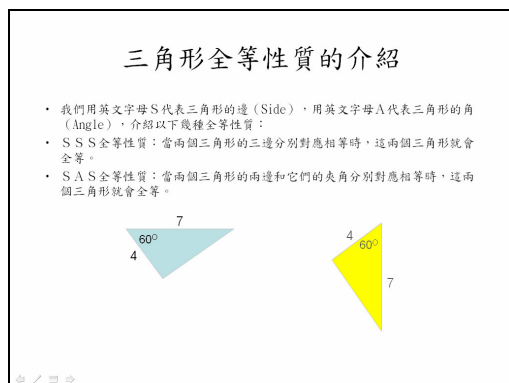 三角形全等性質的介紹
• 我們用英文字母S代表三角形的邊(Side),用英文字母A代表三角形的角
(Angle),介紹以下幾種全等性質:
• SSS全等性質:當兩個三角形的三邊分別對應相等時,這兩個三角形就會
全等。
• SAS全等性質:當兩個三角形的兩邊和它們的夾角分別對應相等時,這兩
個三角形就會全等。
7
60°
4
4
60°
7